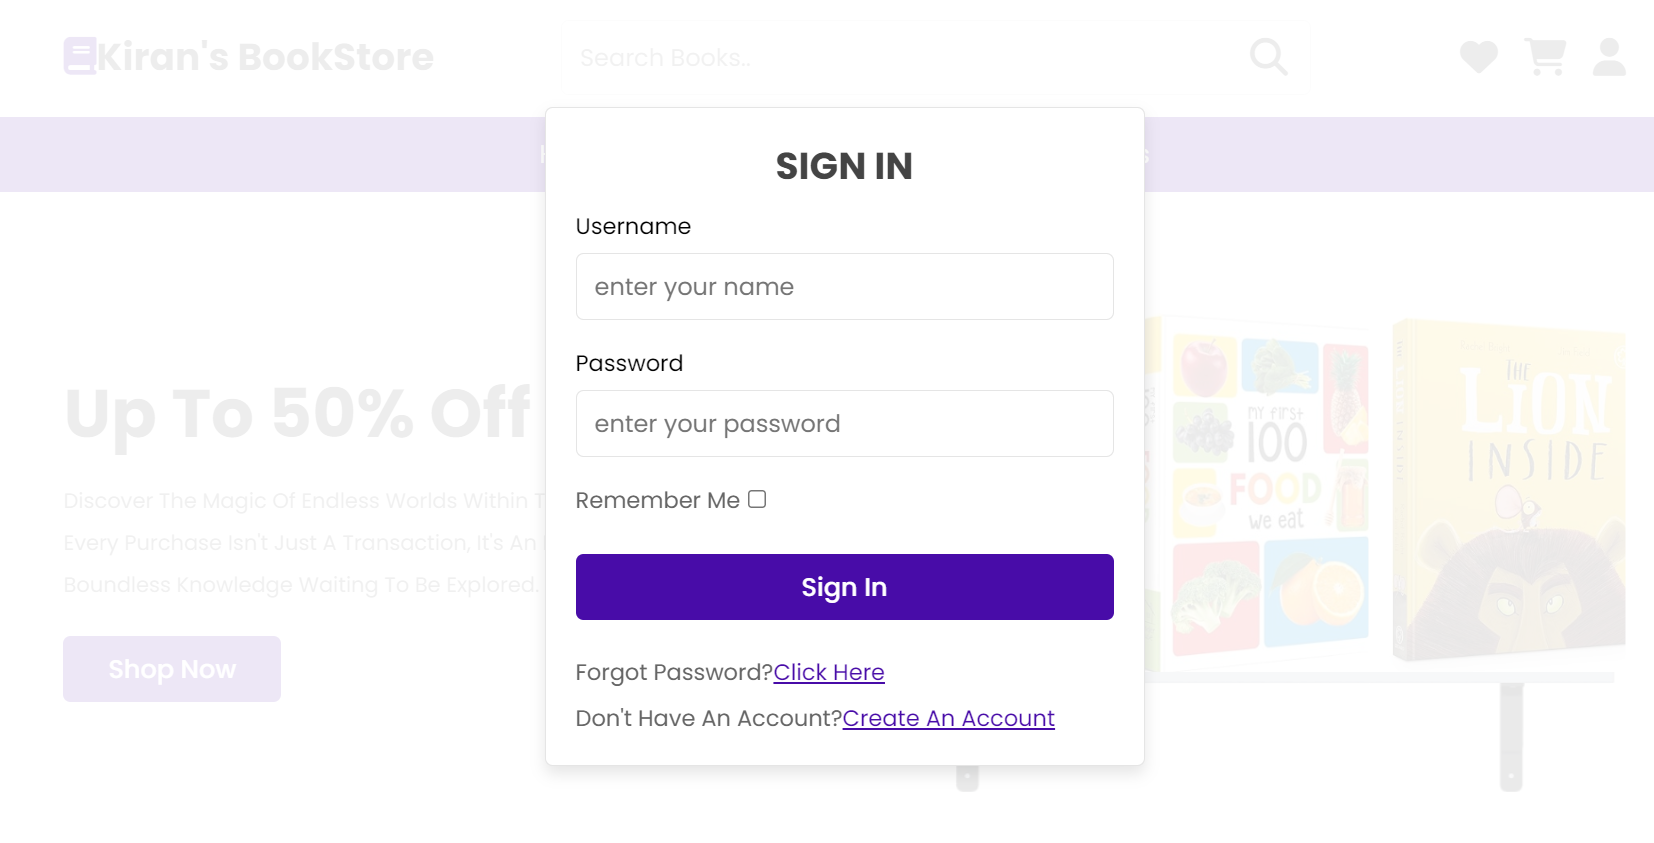 Kiran's BookStore
Search Books..
SIGN IN
Username
enter your name
Password
enter your password
Remember Me
Sign In
Forgot Password?Click Here
Don't Have An Account?Create An Account
Up To 50% Off
Discover The Magic Of Endless Worlds Within
Every Purchase Isn't Just A Transaction, It's An
Boundless Knowledge Waiting To Be Explored.
Shop Now
MY FIRST
100
FOOD
we eat
THE
LION
INSIDE